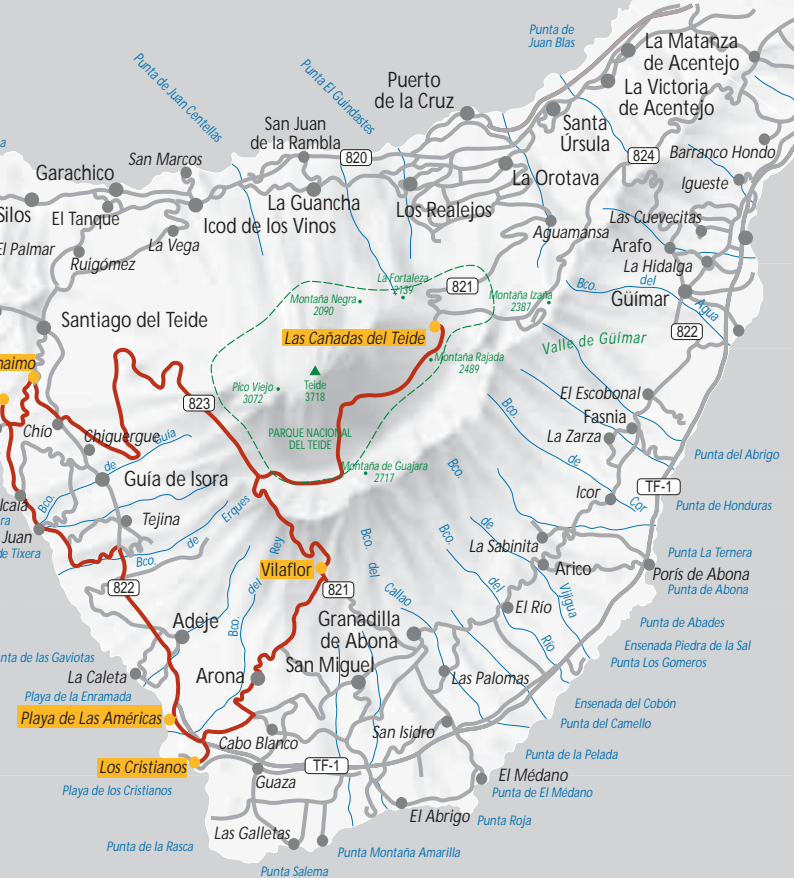 Punta de
Juan Blas
La Matanza
de Acentejo
La Victoria
de Acentejo
Punta de Juan Centellas
Punta El Guindastes
Puerto
de la Cruz
Santa
Úrsula
San Juan
de la Rambla
820
824
Barranco Hondo
Igueste
San Marcos
Garachico
La Orotava
La Guancha
Los Realejos
Silos
El Tanque
Icod de los Vinos
Las Cuevecitas
Aguamansa
Arafo
La Hidalga
El Palmar
La Vega
Ruigómez
La Fortaleza
2159
821
Montaña Negra
2090
Montaña Izaña
2387
Bco.
del
Agua
Güímar
822
Santiago del Teide
Las Cañadas del Teide
Valle de Güímar
naimo
Montaña Rajada
2489
Pico Viejo
3072
Teide
3718
823
El Escobonal
Bco.
Fasnia
La Zarza
Chío
Chiguergue
PARQUE NACIONAL
DEL TEIDE
Guía
de
Bco.
Montaña de Guajara
2717
Bco.
de
Cor
Punta del Abrigo
Guía de Isora
TF-1
Icor
Punta de Honduras
lcalá
ra
Juan
de Tixera
Tejina
Erques
de
Bco.
Rey
del
Bco.
Bco.
del
Callao
Bco.
del
Río
de
Vijigua
La Sabinita
Punta La Ternera
Arico
Porís de Abona
Punta de Abona
Vilaflor
821
822
Adeje
Granadilla
de Abona
El Río
Punta de Abades
Ensenada Piedra de la Sal
Punta Los Gomeros
nta de las Gaviotas
La Caleta
Arona
San Miguel
Las Palomas
Playa de la Enramada
Playa de Las Américas
Ensenada del Cobón
Punta del Camello
Cabo Blanco
San Isidro
Los Cristianos
TF-1
Punta de la Pelada
Guaza
El Médano
Punta de El Médano
Playa de los Cristianos
El Abrigo
Punta Roja
Las Galletas
Punta de la Rasca
Punta Montaña Amarilla
Punta Salema